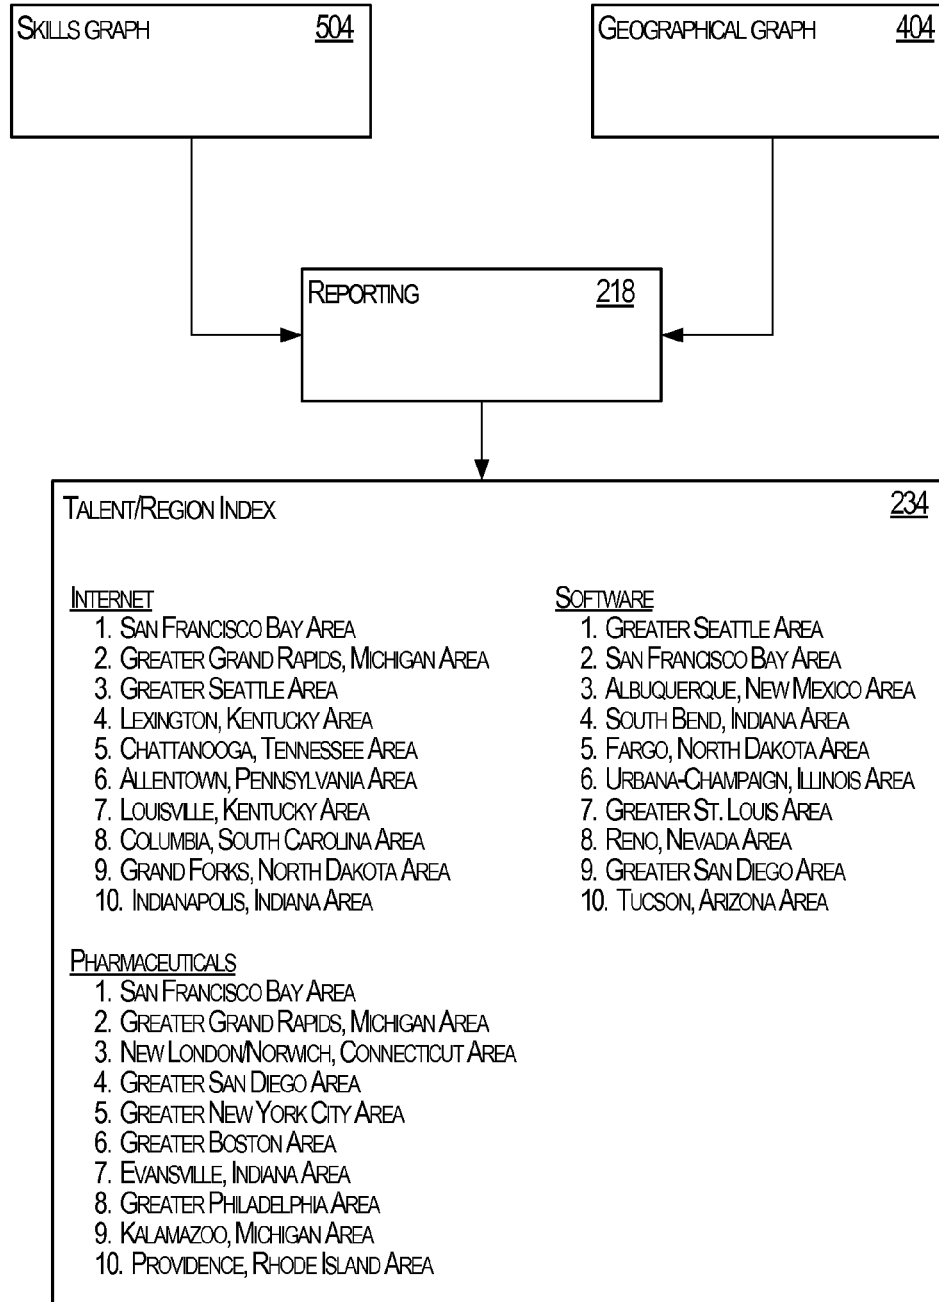 SKILLS GRAPH 504
GEOGRAPHICAL GRAPH 404
REPORTING 218
TALENT/REGION INDEX 234
INTERNET
1. SAN FRANCISCO BAY AREA
2. GREATER GRAND RAPIDS, MICHIGAN AREA
3. GREATER SEATTLE AREA
4. LEXINGTON, KENTUCKY AREA
5. CHATTANOOGA, TENNESSEE AREA
6. ALLENTOWN, PENNSYLVANIA AREA
7. LOUISVILLE, KENTUCKY AREA
8. COLUMBIA, SOUTH CAROLINA AREA
9. GRAND FORKS, NORTH DAKOTA AREA
10. INDIANAPOLIS, INDIANA AREA
SOFTWARE
1. GREATER SEATTLE AREA
2. SAN FRANCISCO BAY AREA
3. ALBUQUERQUE, NEW MEXICO AREA
4. SOUTH BEND, INDIANA AREA
5. FARGO, NORTH DAKOTA AREA
6. URBANA-CHAMPAIGN, ILLINOIS AREA
7. GREATER ST. LOUIS AREA
8. RENO, NEVADA AREA
9. GREATER SAN DIEGO AREA
10. TUCSON, ARIZONA AREA
PHARMACEUTICALS
1. SAN FRANCISCO BAY AREA
2. GREATER GRAND RAPIDS, MICHIGAN AREA
3. NEW LONDON/NORWICH, CONNECTICUT AREA
4. GREATER SAN DIEGO AREA
5. GREATER NEW YORK CITY AREA
6. GREATER BOSTON AREA
7. EVANSVILLE, INDIANA AREA
8. GREATER PHILADELPHIA AREA
9. KALAMAZOO, MICHIGAN AREA
10. PROVIDENCE, RHODE ISLAND AREA